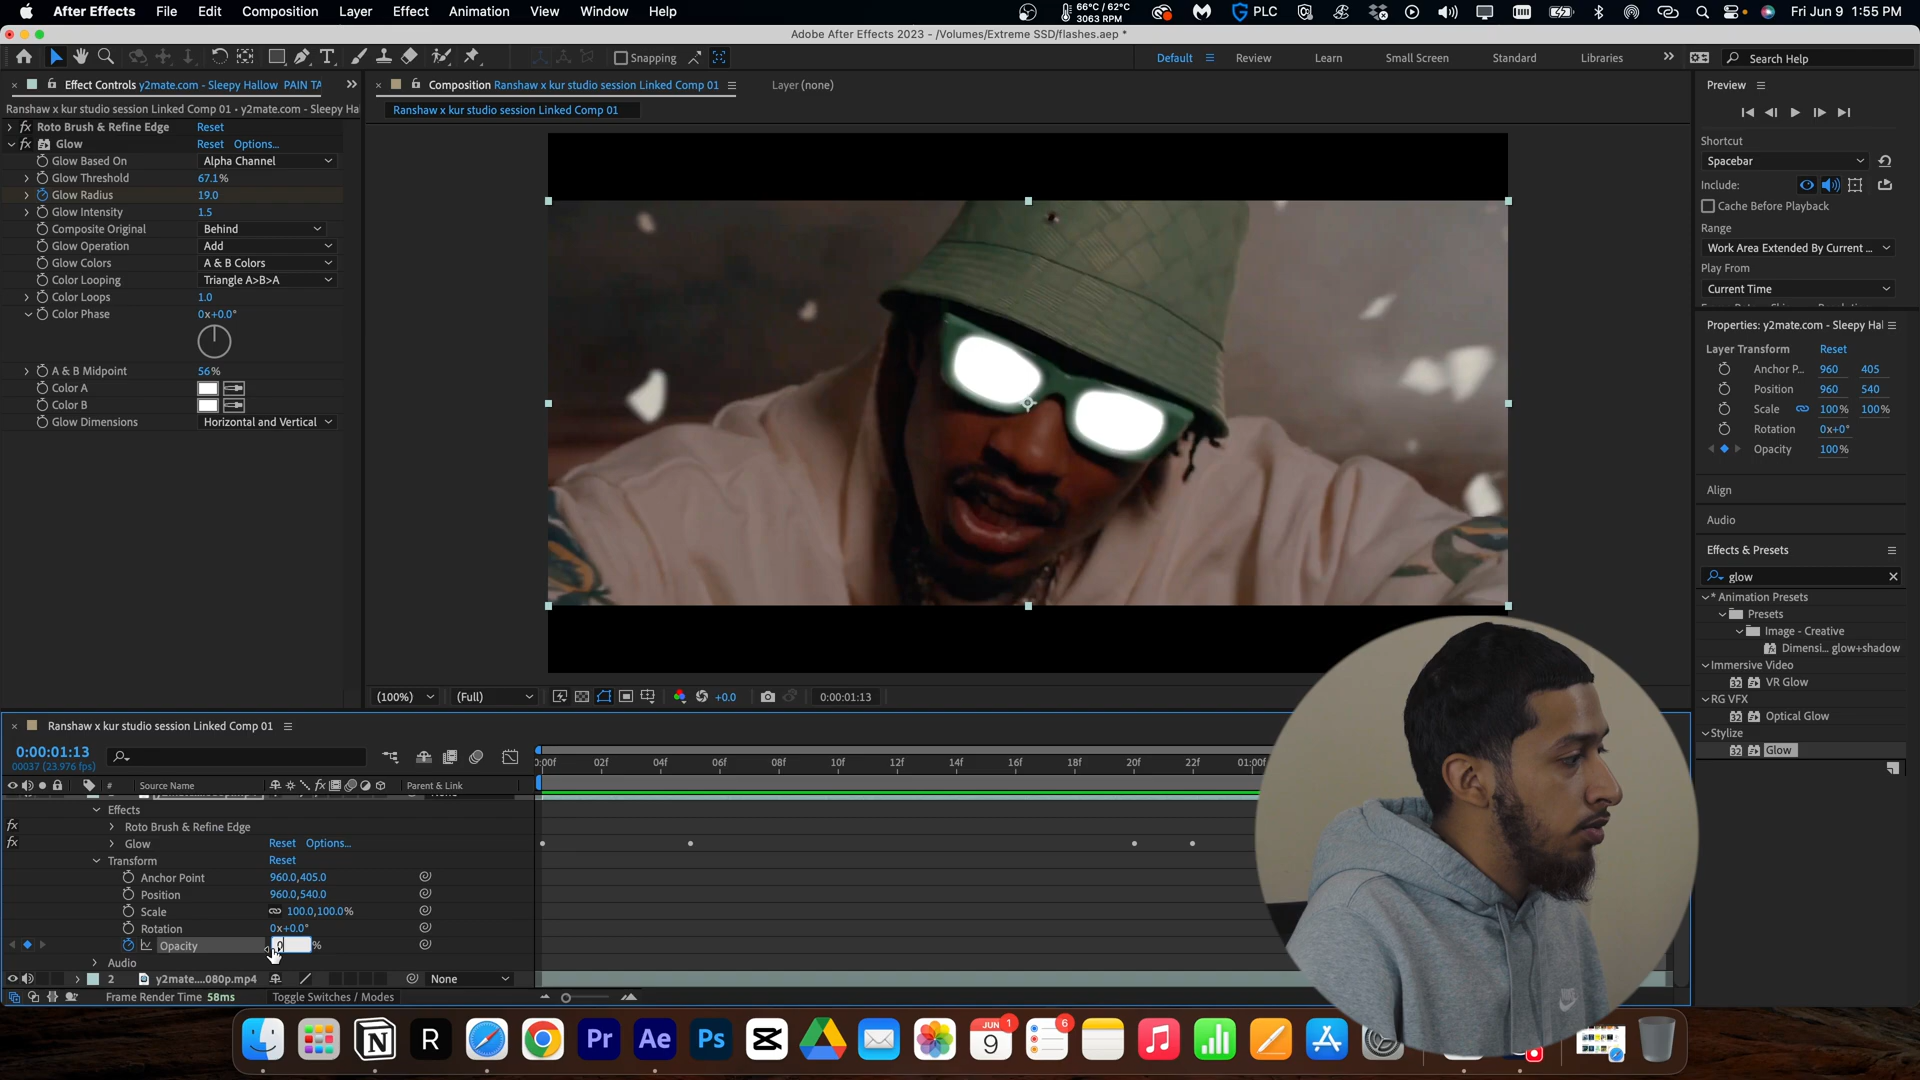 After Effects File Edit Composition Layer Effect Animation View Window Help
66°C / 62°C
3063 RPM
PLC
Fri Jun 9 1:55 PM
Adobe After Effects 2023 - /Volumes/Extreme SSD/flashes.aep *
Snapping
Default Review Learn Small Screen Standard Libraries
Search Help
Effect Controls y2mate.com - Sleepy Hallow PAIN TA
Ranshaw x kur studio session Linked Comp 01 • y2mate.com - Sleepy Ha
Roto Brush & Refine Edge Reset
Glow Reset Options...
Glow Based On Alpha Channel
Glow Threshold 67.1%
Glow Radius 19.0
Glow Intensity 1.5
Composite Original Behind
Glow Operation Add
Glow Colors A & B Colors
Color Looping Triangle A>B>A
Color Loops 1.0
Color Phase 0x+0.0°
A & B Midpoint 56%
Color A
Color B
Glow Dimensions Horizontal and Vertical
Composition Ranshaw x kur studio session Linked Comp 01
Layer (none)
Ranshaw x kur studio session Linked Comp 01
(100%) (Full) +0.0 0:00:01:13
Preview
Shortcut
Spacebar
Include:
Cache Before Playback
Range
Work Area Extended By Current ...
Play From
Current Time
Properties: y2mate.com - Sleepy Hal
Layer Transform Reset
Anchor P... 960 405
Position 960 540
Scale 100% 100%
Rotation 0x+0°
Opacity 100%
Align
Audio
Effects & Presets
glow
* Animation Presets
Presets
Image - Creative
Dimensi... glow+shadow
Immersive Video
32 VR Glow
RG VFX
32 Optical Glow
Stylize
32 Glow
Ranshaw x kur studio session Linked Comp 01
0:00:01:13
00037 (23.976 fps)
:00f 02f 04f 06f 08f 10f 12f 14f 16f 18f 20f 22f 01:00f
# Source Name Parent & Link
Effects
Roto Brush & Refine Edge
Glow Reset Options...
Transform Reset
Anchor Point 960.0,405.0
Position 960.0,540.0
Scale 100.0,100.0%
Rotation 0x+0.0°
Opacity 0 %
Audio
2 y2mate....080p.mp4 None
Frame Render Time 58ms Toggle Switches / Modes
R Pr Ae Ps
JUN 1
9
6